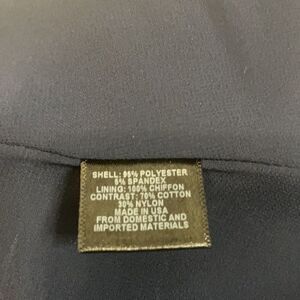 SHELL: 95% POLYESTER
5% SPANDEX
LINING: 100% CHIFFON
CONTRAST: 70% COTTON
30% NYLON
MADE IN USA
FROM DOMESTIC AND
IMPORTED MATERIALS